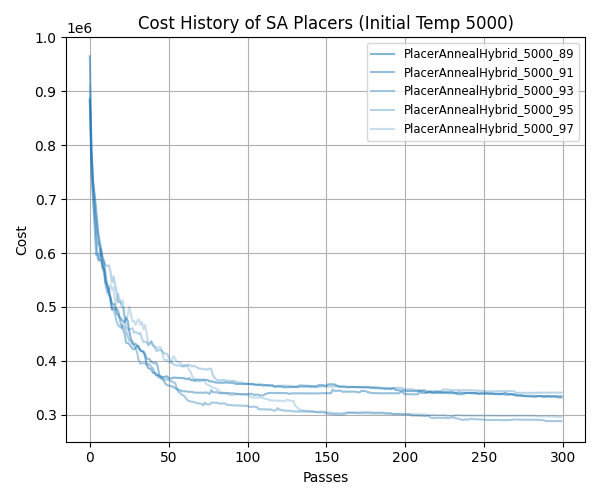 Cost History of SA Placers (Initial Temp 5000)
1e6
1.0
0.9
0.8
0.7
0.6
0.5
0.4
0.3
Cost
PlacerAnnealHybrid_5000_89
PlacerAnnealHybrid_5000_91
PlacerAnnealHybrid_5000_93
PlacerAnnealHybrid_5000_95
PlacerAnnealHybrid_5000_97
0 50 100 150 200 250 300
Passes